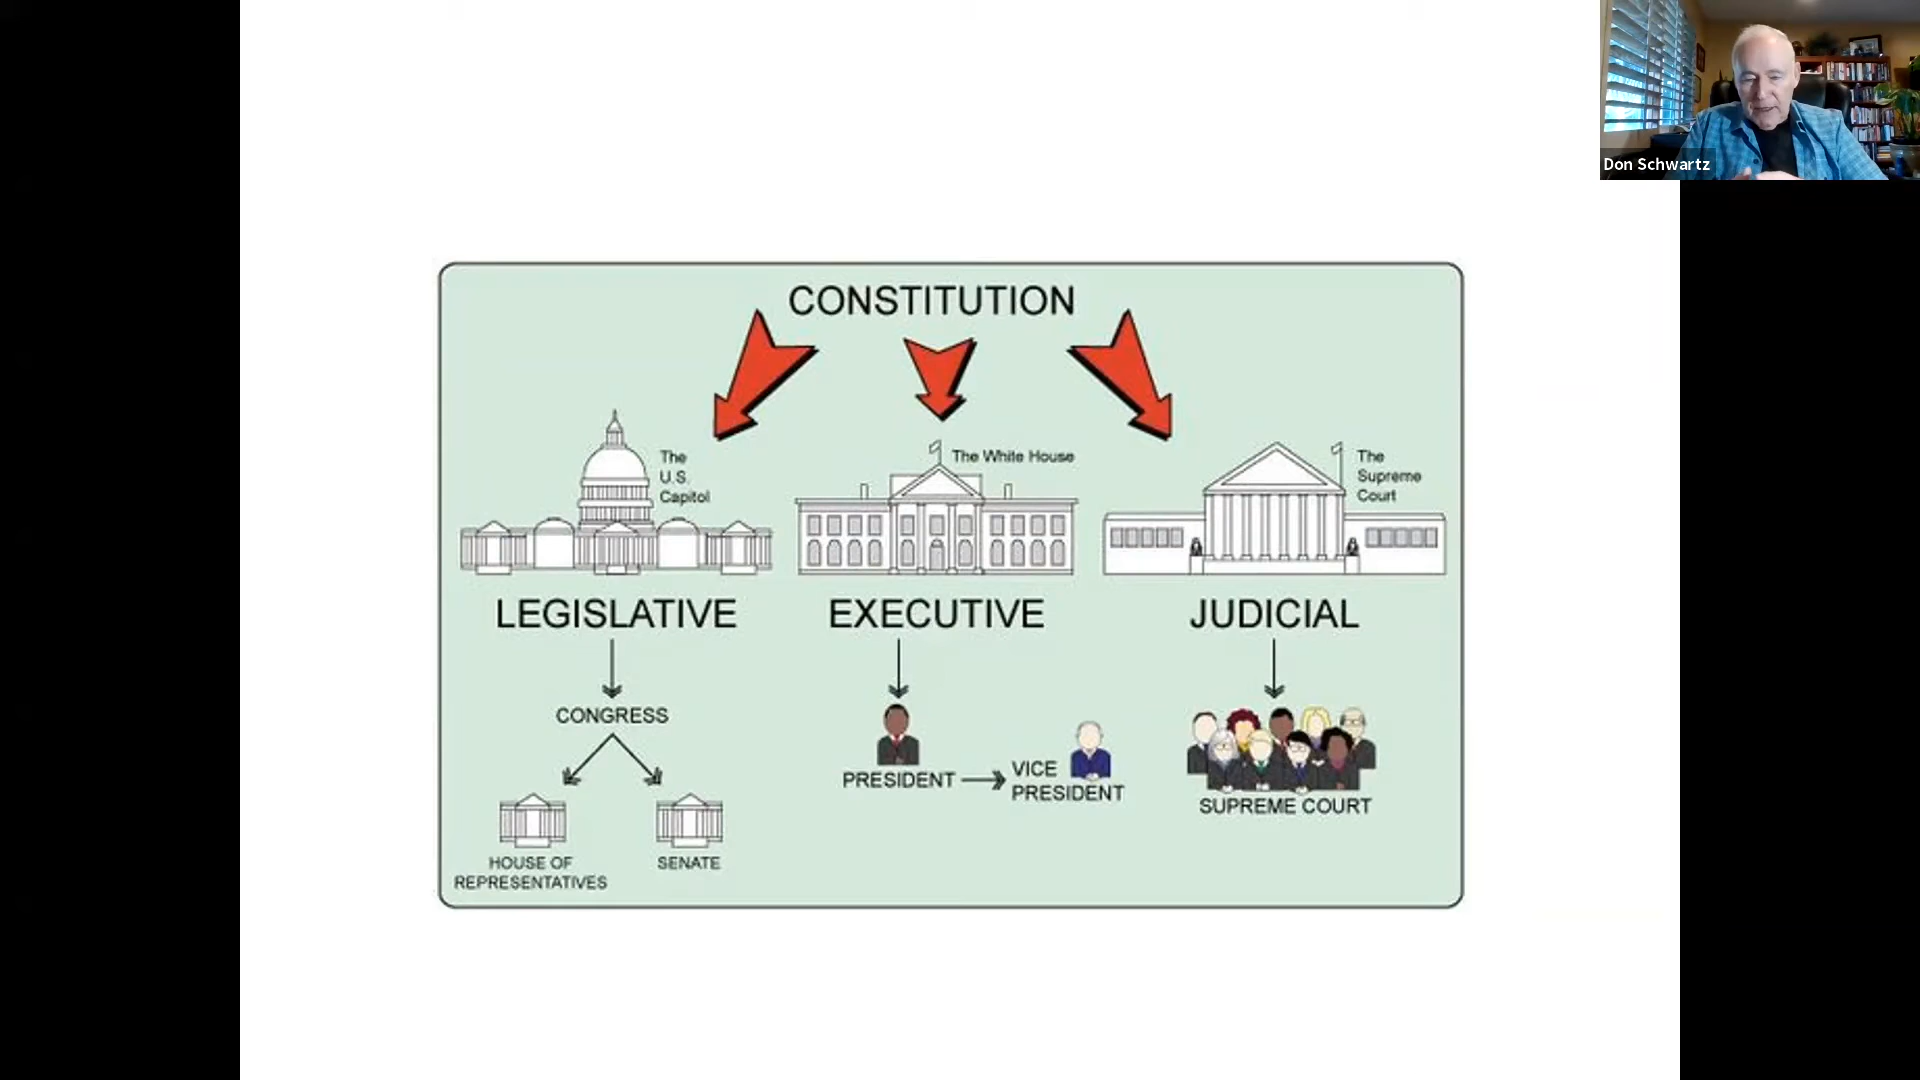 Don Schwartz
CONSTITUTION
The
U.S.
Capitol
The White House
The
Supreme
Court
LEGISLATIVE
EXECUTIVE
JUDICIAL
CONGRESS
PRESIDENT
VICE
PRESIDENT
SUPREME COURT
HOUSE OF
REPRESENTATIVES
SENATE